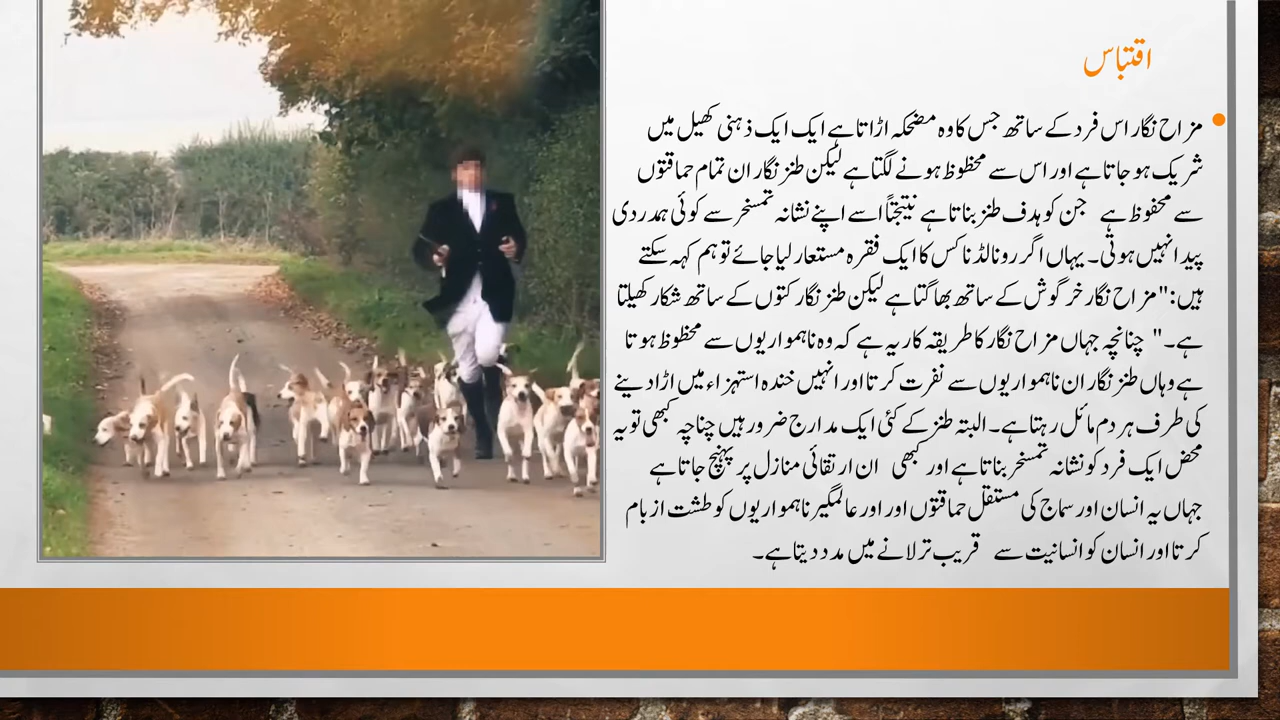 اقتباس
مزاح نگار اس فرد کے ساتھ جس کا وہ مضحکہ اڑاتا ہے ایک ایک ذہنی کھیل میں
شریک ہو جاتا ہے اور اس سے محظوظ ہونے لگتا ہے لیکن طنز نگار ان تمام حماقتوں
سے محفوظ ہے جن کو ہدف طنز بناتا ہے نتیجتاً اسے اپنے نشانہ تمسخر سے کوئی ہمدردی
پیدا نہیں ہوتی۔ یہاں اگر رونالڈ ناکس کا ایک فقرہ مستعار لیا جائے تو ہم کہہ سکتے
ہیں: "مزاح نگار خرگوش کے ساتھ بھاگتا ہے لیکن طنز نگار کتوں کے ساتھ شکار کھیلتا
ہے۔" چنانچہ جہاں مزاح نگار کا طریقہ کار یہ ہے کہ وہ ناہمواریوں سے محظوظ ہوتا
ہے وہاں طنز نگار ان ناہمواریوں سے نفرت کرتا اور انہیں خندہ استہزاء میں اڑا دینے
کی طرف ہر دم مائل رہتا ہے۔ البتہ طنز کے کئی ایک مدارج ضرور ہیں چناچہ کبھی تو یہ
محض ایک فرد کو نشانہ تمسخر بناتا ہے اور کبھی ان ارتقائی منازل پر پہنچ جاتا ہے
جہاں یہ انسان اور سماج کی مستقل حماقتوں اور اور عالمگیر ناہمواریوں کو طشت از بام
کرتا اور انسان کو انسانیت سے قریب تر لانے میں مدد دیتا ہے۔